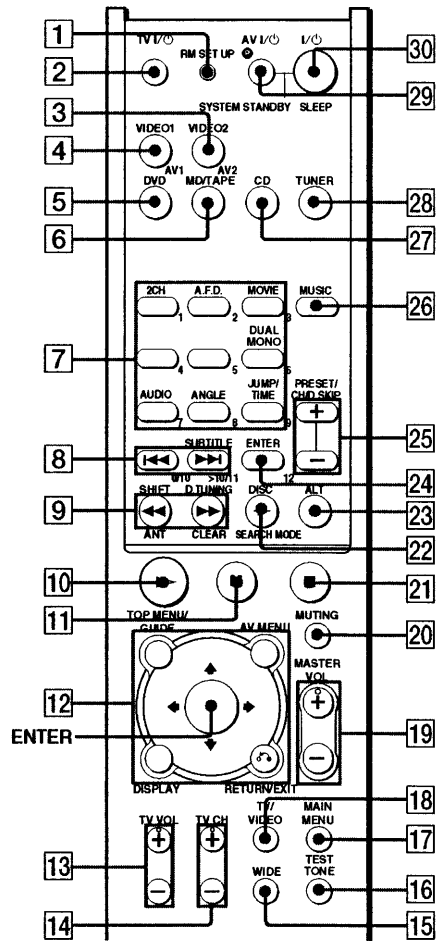 1
TV I/⏻
RM SET UP
AV I/⏻
I/⏻
30
2
29
SYSTEM STANDBY
SLEEP
3
VIDEO1
VIDEO2
4
AV1
AV2
DVD
MD/TAPE
CD
TUNER
5
28
6
27
2CH
A.F.D.
MOVIE
MUSIC
1
2
3
26
DUAL
MONO
7
4
5
6
PRESET/
CH/D.SKIP
AUDIO
ANGLE
JUMP/
TIME
+
7
8
9
25
SUBTITLE
ENTER
8
−
0/10
>10/11
12
24
SHIFT
D.TUNING
DISC
ALT
9
23
ANT
CLEAR
SEARCH MODE
22
10
11
21
TOP MENU/
GUIDE
AV MENU
MUTING
20
MASTER
VOL
12
+
ENTER
19
−
DISPLAY
RETURN/EXIT
18
TV VOL
TV CH
TV/
VIDEO
MAIN
MENU
+
+
17
13
WIDE
TEST
TONE
−
−
16
14
15